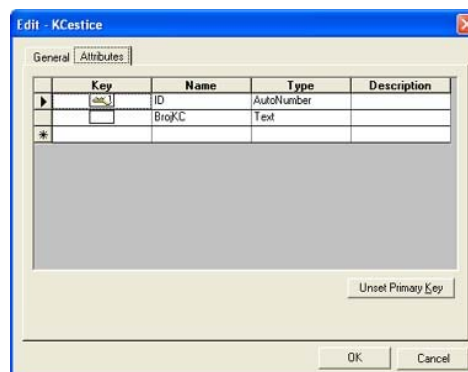 Edit - KCestice
General Attributes
Key Name Type Description
ID AutoNumber
BrojKC Text
Unset Primary Key
OK Cancel